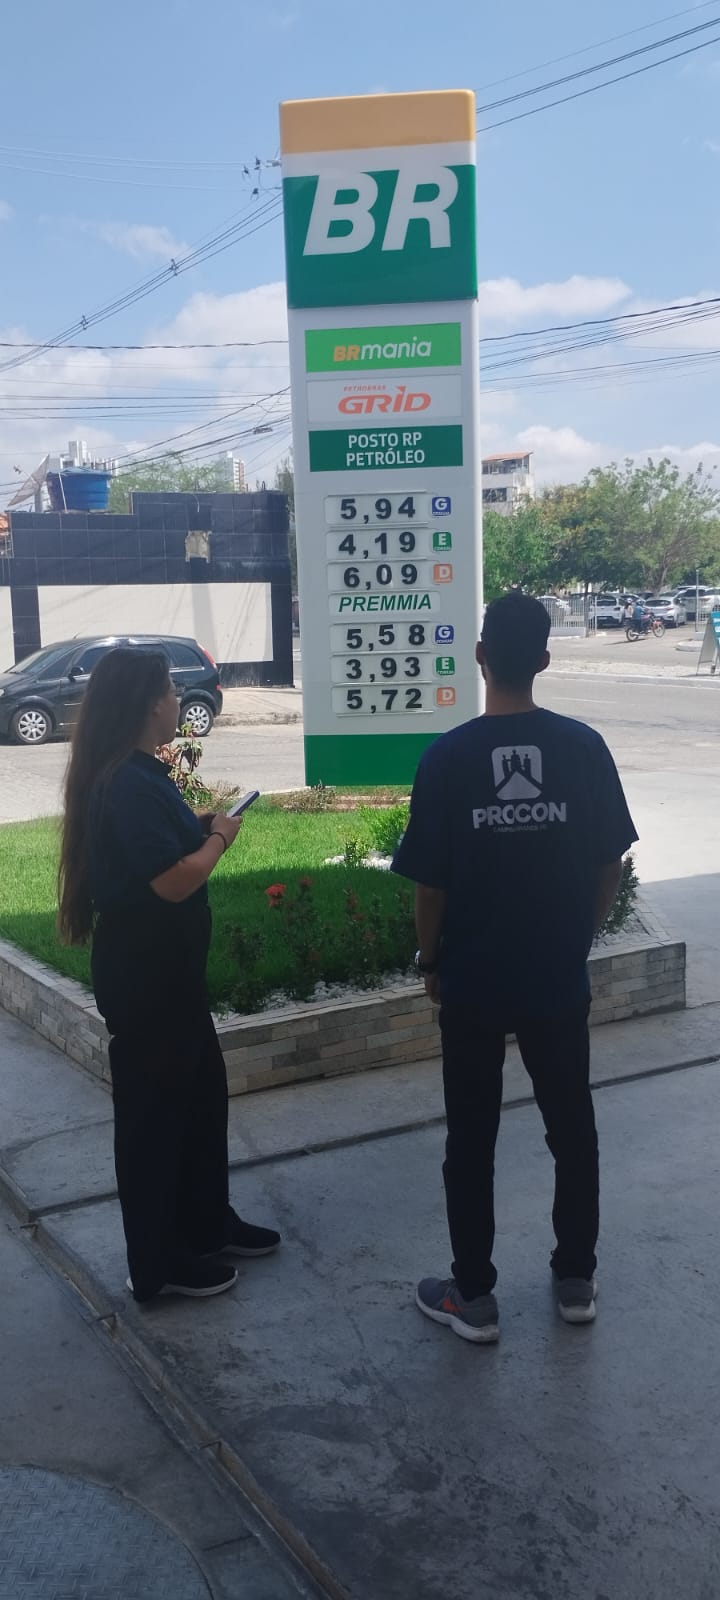 BR
BRmania
PETROBRAS
GRID
POSTO RP
PETRÓLEO
5,94 G
4,19 E
6,09 D
PREMMIA
5,58 G
3,93 E
5,72 D
PROCON